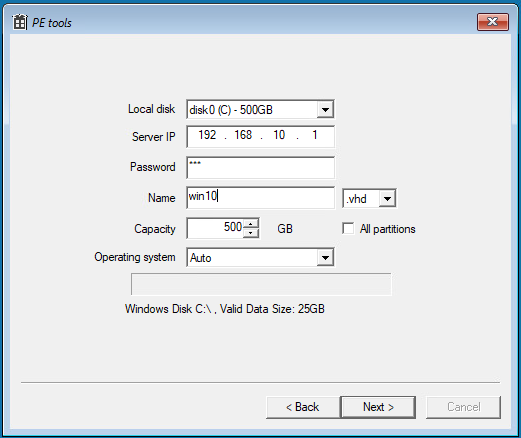 PE tools
Local disk disk0 (C) - 500GB
Server IP 192 . 168 . 10 . 1
Password ***
Name win10 .vhd
Capacity 500 GB All partitions
Operating system Auto
Windows Disk C:\ , Valid Data Size: 25GB
< Back Next > Cancel